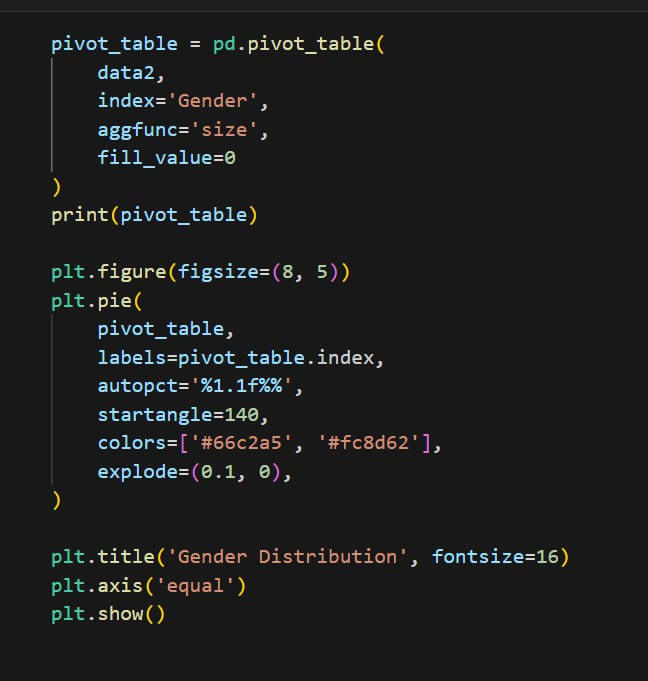 pivot_table = pd.pivot_table(
    data2,
    index='Gender',
    aggfunc='size',
    fill_value=0
)
print(pivot_table)

plt.figure(figsize=(8, 5))
plt.pie(
    pivot_table,
    labels=pivot_table.index,
    autopct='%1.1f%%',
    startangle=140,
    colors=['#66c2a5', '#fc8d62'],
    explode=(0.1, 0),
)

plt.title('Gender Distribution', fontsize=16)
plt.axis('equal')
plt.show()